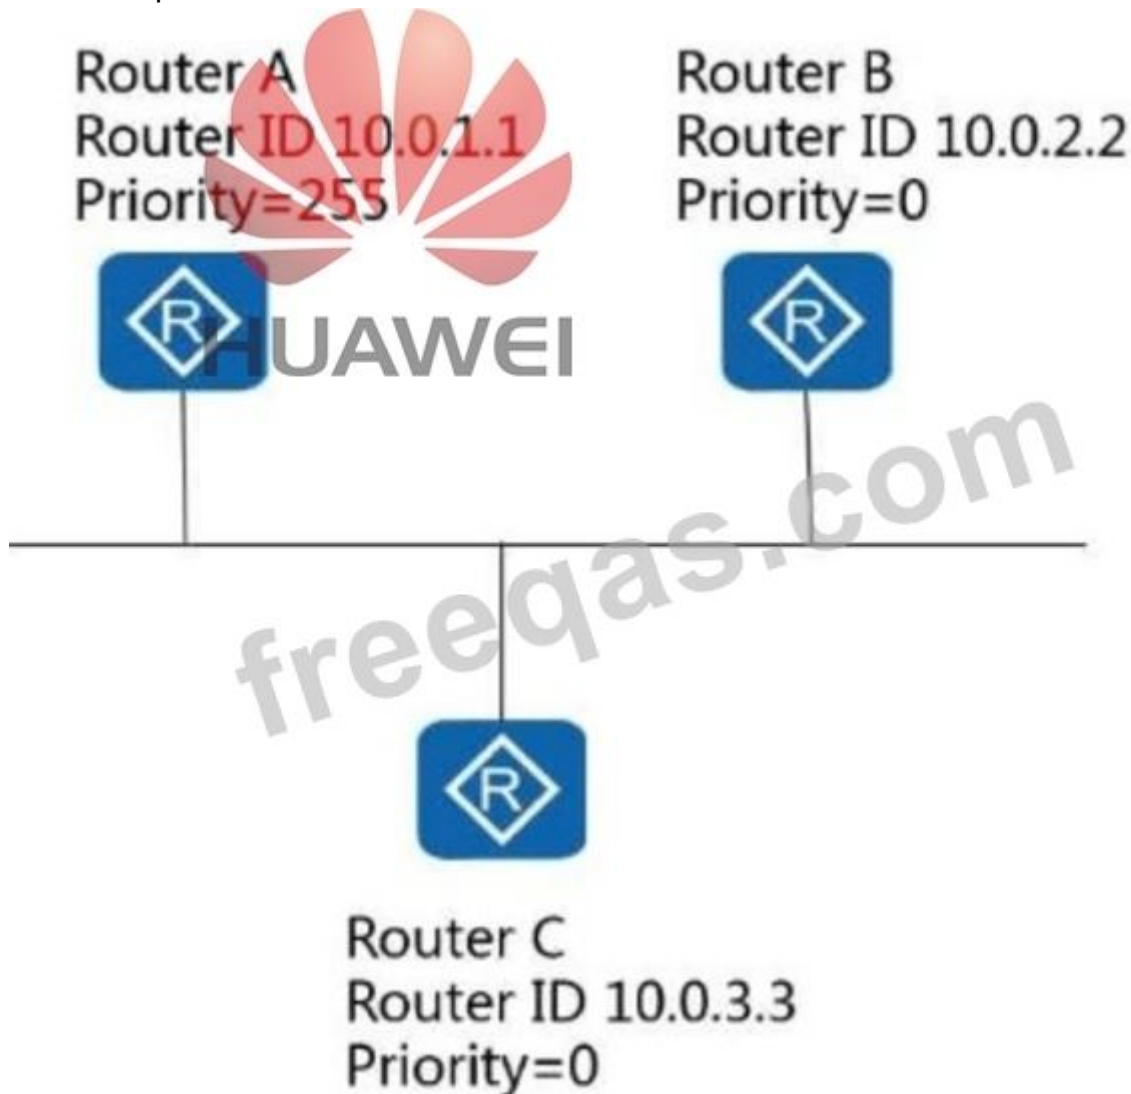 Router A
Router ID 10.0.1.1
Priority=255
Router B
Router ID 10.0.2.2
Priority=0
R
HUAWEI
R
freeqas.com
R
Router C
Router ID 10.0.3.3
Priority=0